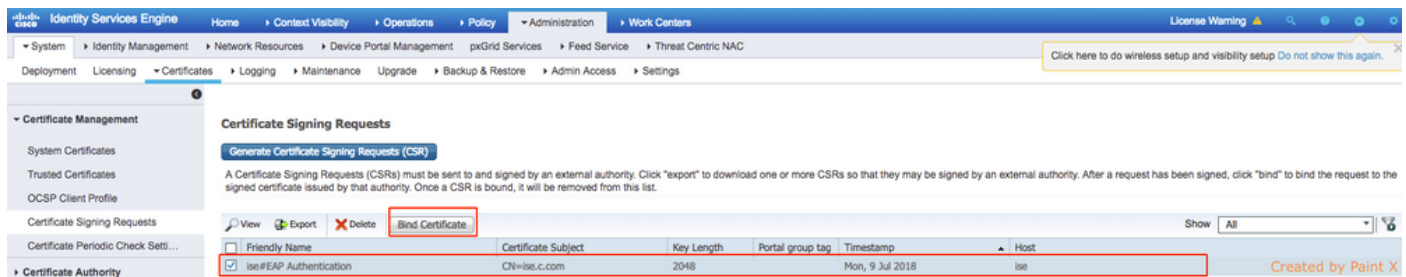 cisco Identity Services Engine Home Context Visibility Operations Policy Administration Work Centers License Warning
System Identity Management Network Resources Device Portal Management pxGrid Services Feed Service Threat Centric NAC
Click here to do wireless setup and visibility setup Do not show this again.
Deployment Licensing Certificates Logging Maintenance Upgrade Backup & Restore Admin Access Settings
Certificate Management
System Certificates
Trusted Certificates
OCSP Client Profile
Certificate Signing Requests
Certificate Periodic Check Setti...
Certificate Authority
Certificate Signing Requests
Generate Certificate Signing Requests (CSR)
A Certificate Signing Requests (CSRs) must be sent to and signed by an external authority. Click "export" to download one or more CSRs so that they may be signed by an external authority. After a request has been signed, click "bind" to bind the request to the
signed certificate issued by that authority. Once a CSR is bound, it will be removed from this list.
View Export Delete Bind Certificate Show All
Friendly Name Certificate Subject Key Length Portal group tag Timestamp Host
ise#EAP Authentication CN=ise.c.com 2048 Mon, 9 Jul 2018 ise
Created by Paint X